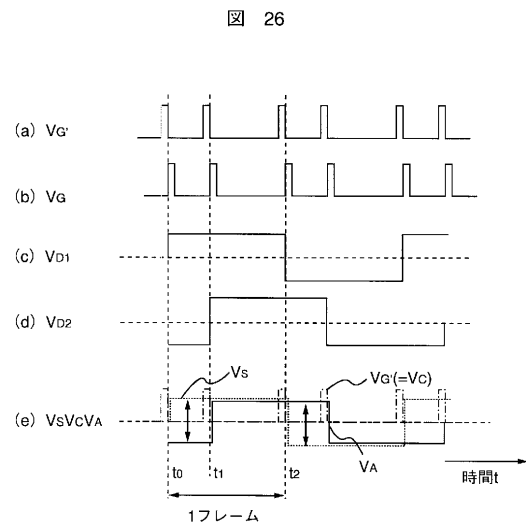 図 26
(a) VG'
(b) VG
(c) VD1
(d) VD2
VS
VG'(=VC)
(e) VSVCVA
VA
t0 t1 t2
時間t
1フレーム